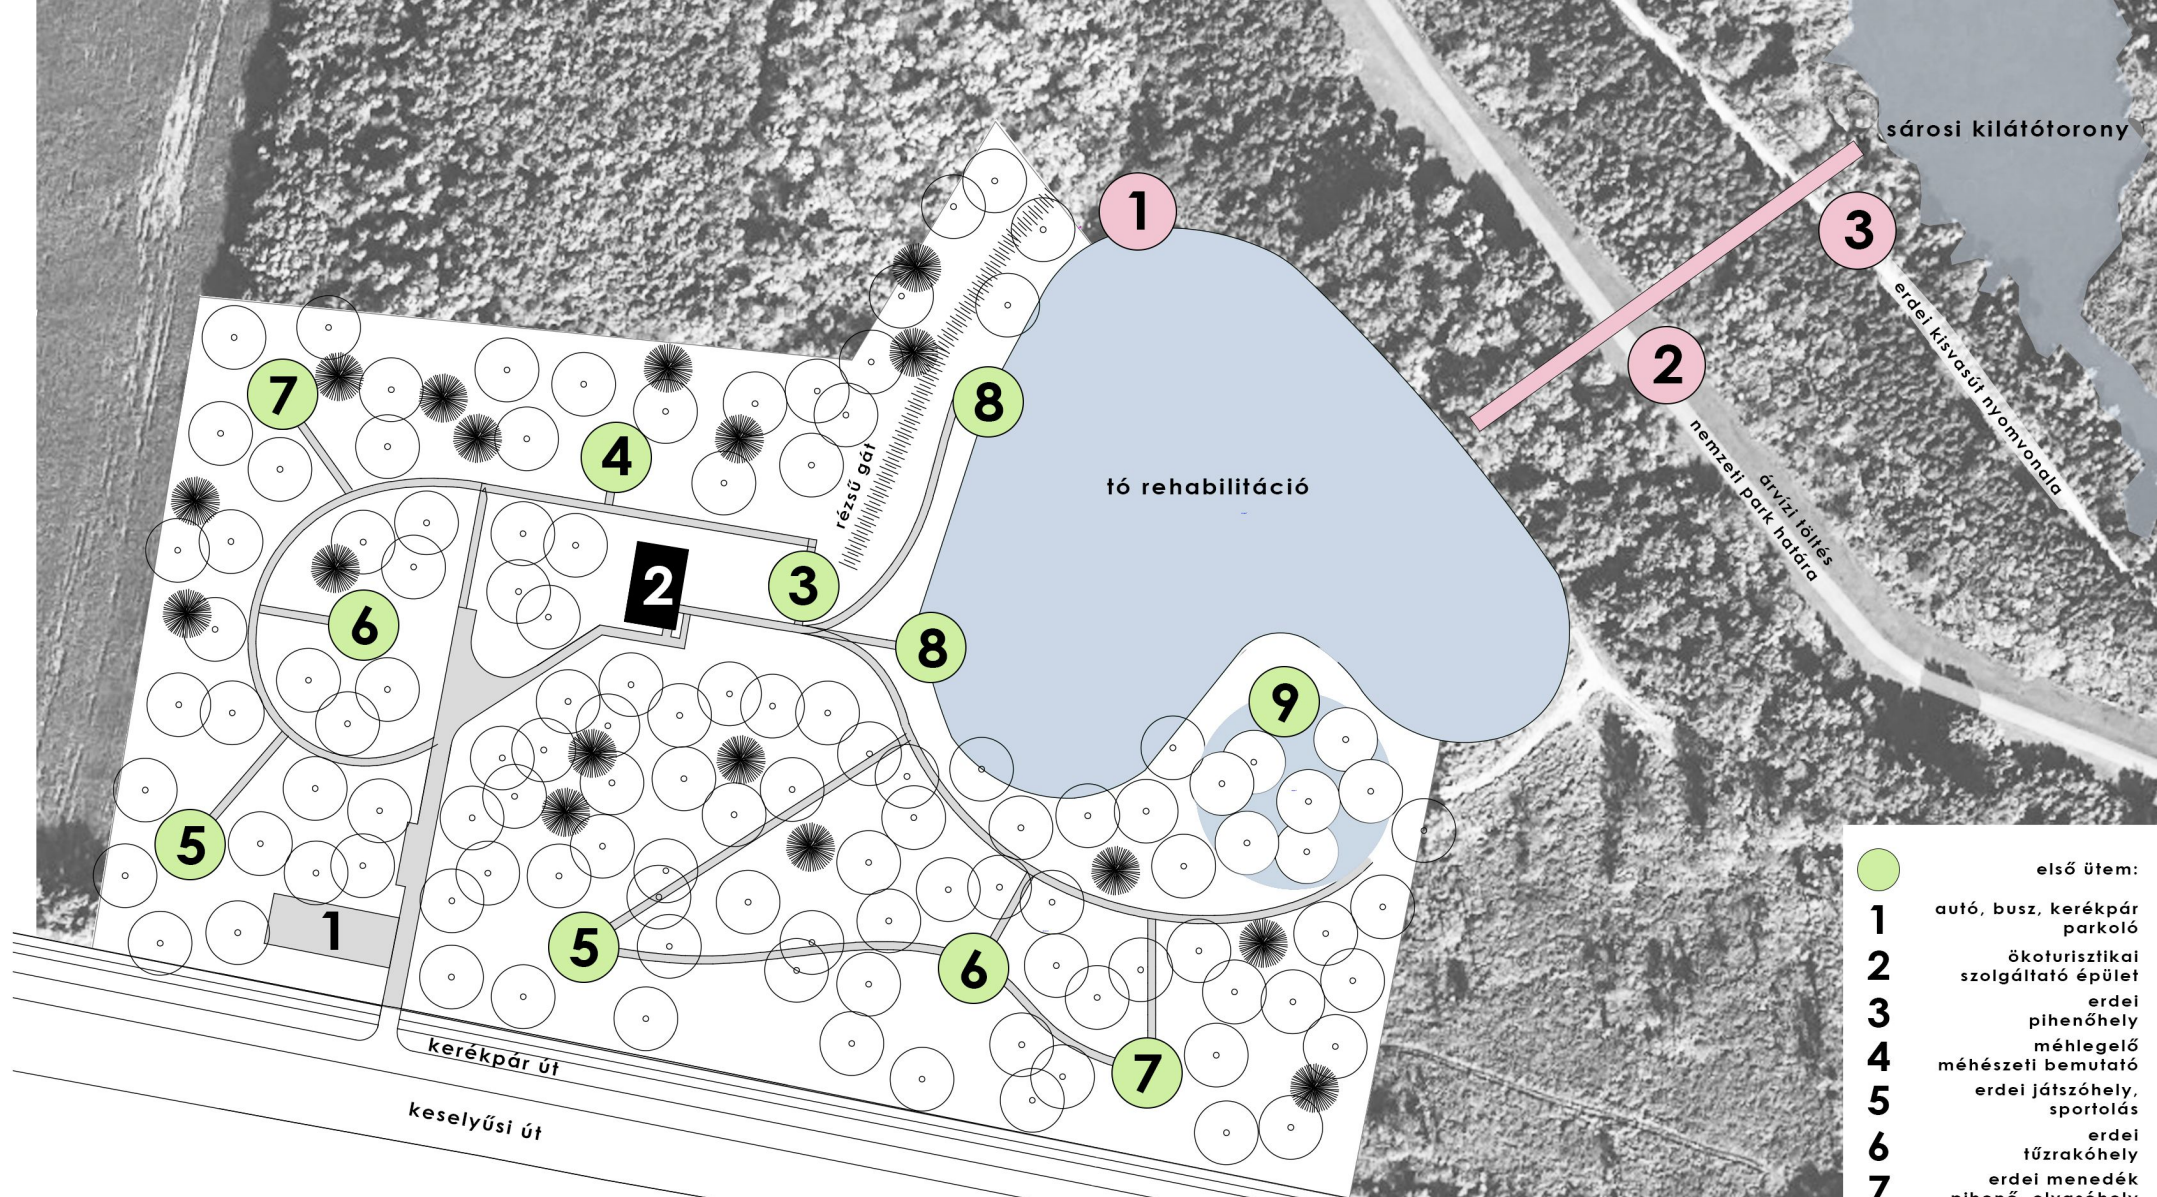 1
sárosi kilátótorony
3
erdei kisvasút nyomvonala
2
nemzeti park határa
árvízi töltés
7
8
4
rézsű gát
tó rehabilitáció
2
3
6
8
9
5
1
5
6
7
kerékpár út
keselyűsi út
első ütem:
1 autó, busz, kerékpár
parkoló
2 ökoturisztikai
szolgáltató épület
3 erdei
pihenőhely
4 méhlegelő
méhészeti bemutató
5 erdei játszóhely,
sportolás
6 erdei
tűzrakóhely
7 erdei menedék